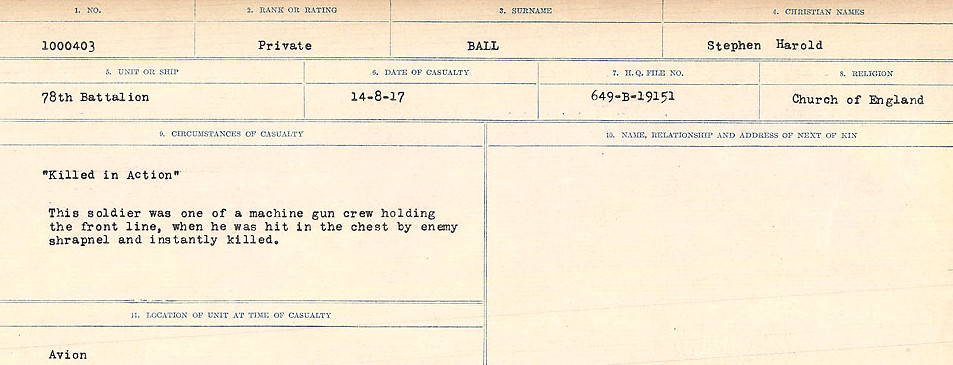 1. NO. 2. RANK OR RATING 3. SURNAME 4. CHRISTIAN NAMES
1000403 Private BALL Stephen Harold
5. UNIT OR SHIP 6. DATE OF CASUALTY 7. H.Q. FILE NO. 8. RELIGION
78th Battalion 14-8-17 649-B-19151 Church of England
9. CIRCUMSTANCES OF CASUALTY 10. NAME, RELATIONSHIP AND ADDRESS OF NEXT OF KIN
"Killed in Action"
This soldier was one of a machine gun crew holding
the front line, when he was hit in the chest by enemy
shrapnel and instantly killed.
11. LOCATION OF UNIT AT TIME OF CASUALTY
Avion